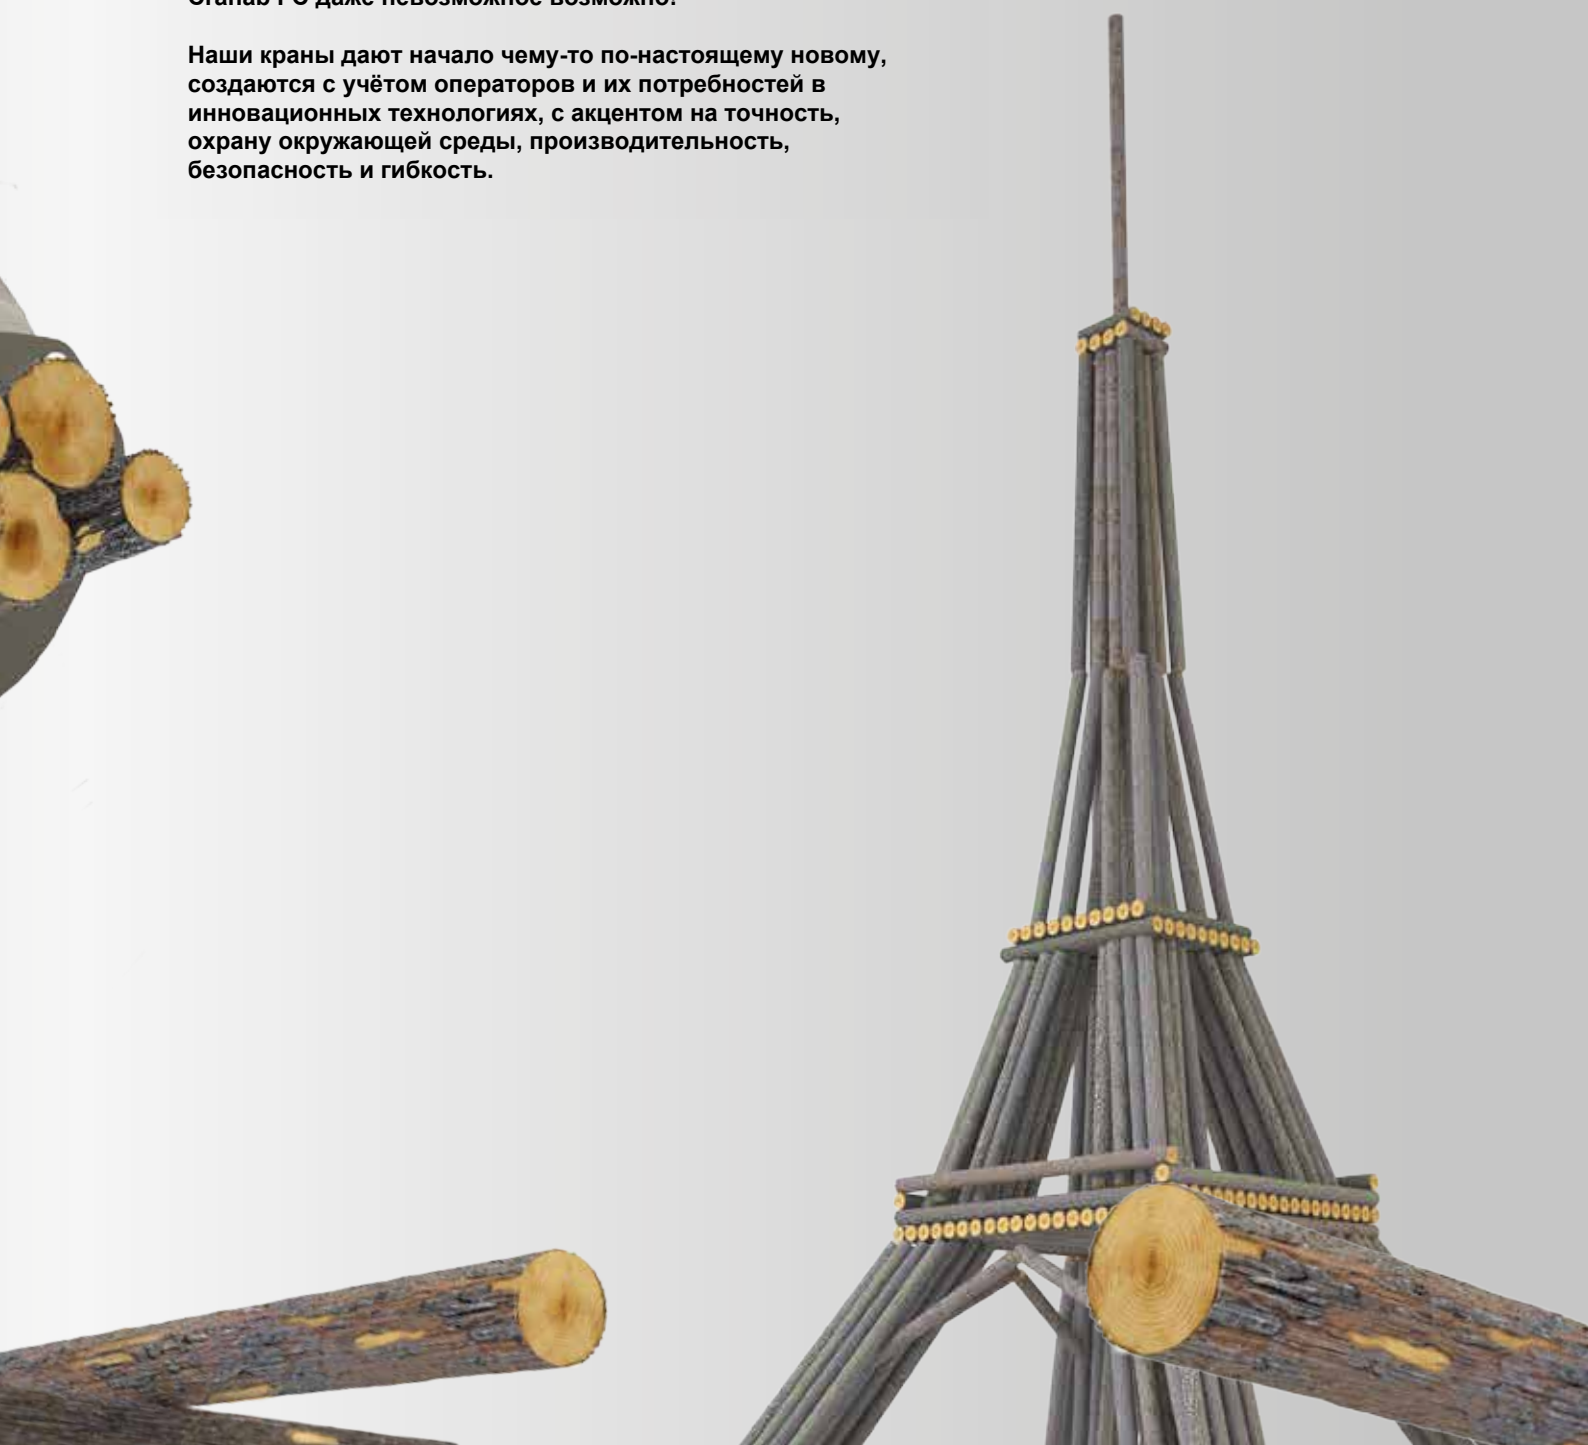 Cranab FC даже невозможное возможно!

Наши краны дают начало чему-то по-настоящему новому,
создаются с учётом операторов и их потребностей в
инновационных технологиях, с акцентом на точность,
охрану окружающей среды, производительность,
безопасность и гибкость.